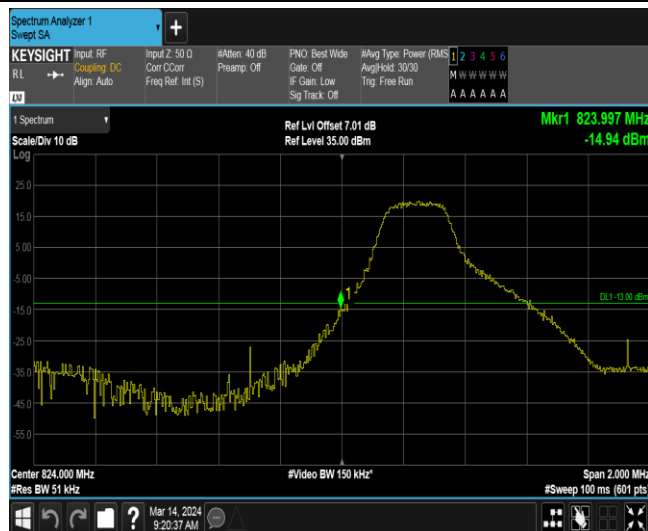 Spectrum Analyzer 1
Swept SA
+
KEYSIGHT
RL
Input: RF
Coupling: DC
Align: Auto
Input Z: 50 Ω
Corr CCorr
Freq Ref: Int (S)
#Atten: 40 dB
Preamp: Off
PNO: Best Wide
Gate: Off
IF Gain: Low
Sig Track: Off
#Avg Type: Power (RMS
Avg|Hold: 30/30
Trig: Free Run
1 2 3 4 5 6
M W W W W W
A A A A A A
LXI
1 Spectrum
Scale/Div 10 dB
Log
Ref Lvl Offset 7.01 dB
Ref Level 35.00 dBm
Mkr1 823.997 MHz
-14.94 dBm
25.0
15.0
5.00
-5.00
1
DL1 -13.00 dBm
-15.0
-25.0
-35.0
-45.0
-55.0
Center 824.000 MHz
#Res BW 51 kHz
#Video BW 150 kHz*
Span 2.000 MHz
#Sweep 100 ms (601 pts)
?
Mar 14, 2024
9:20:37 AM